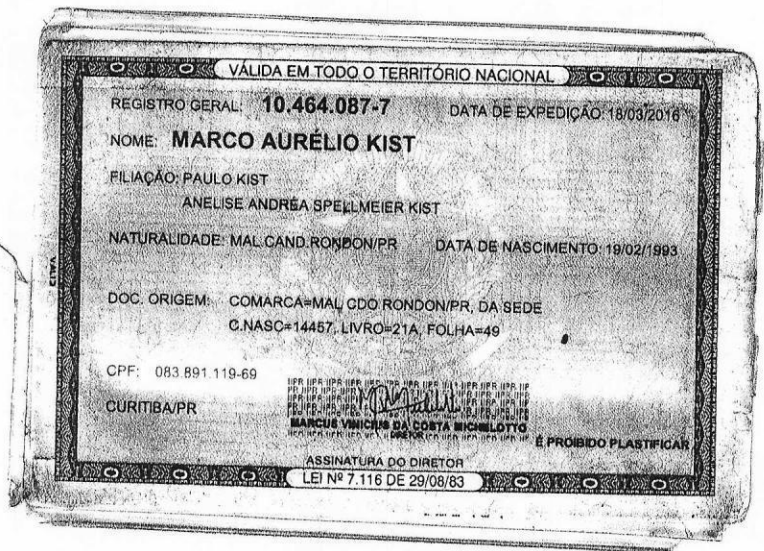 VÁLIDA EM TODO O TERRITÓRIO NACIONAL
REGISTRO GERAL: 10.464.087-7 DATA DE EXPEDIÇÃO: 18/03/2016
NOME: MARCO AURÉLIO KIST
FILIAÇÃO: PAULO KIST
ANELISE ANDRÉA SPELLMEIER KIST
NATURALIDADE: MAL.CAND.RONDON/PR DATA DE NASCIMENTO: 19/02/1993
DOC. ORIGEM: COMARCA=MAL CDO RONDON/PR, DA SEDE
C.NASC=14457, LIVRO=21A, FOLHA=49
CPF: 083.891.119-69
CURITIBA/PR
MARCUS VINICIUS DA COSTA MICHELOTTO
DIRETOR
É PROIBIDO PLASTIFICAR
ASSINATURA DO DIRETOR
LEI Nº 7.116 DE 29/08/83